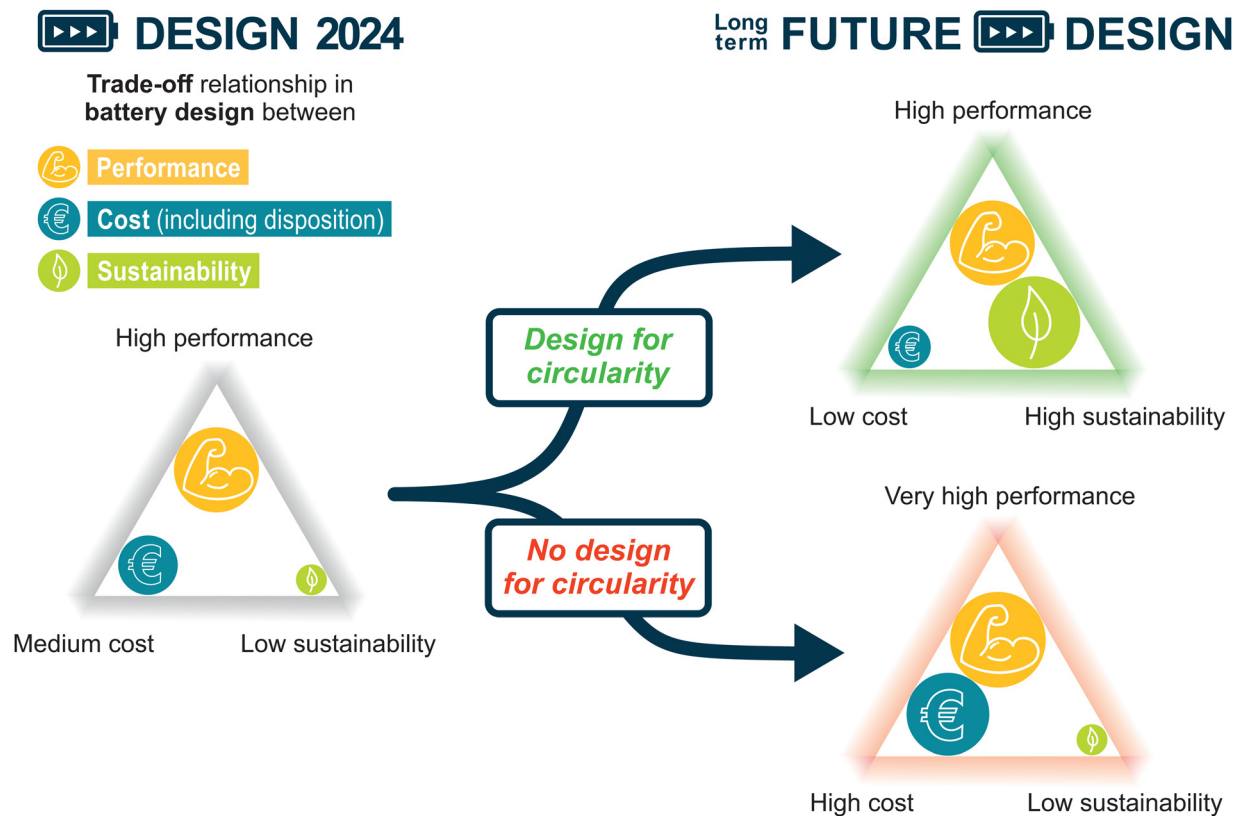 DESIGN 2024
Trade-off relationship in
battery design between
Performance
Cost (including disposition)
Sustainability
High performance
Medium cost
Low sustainability
Design for
circularity
No design
for circularity
Long
term FUTURE DESIGN
High performance
Low cost
High sustainability
Very high performance
High cost
Low sustainability